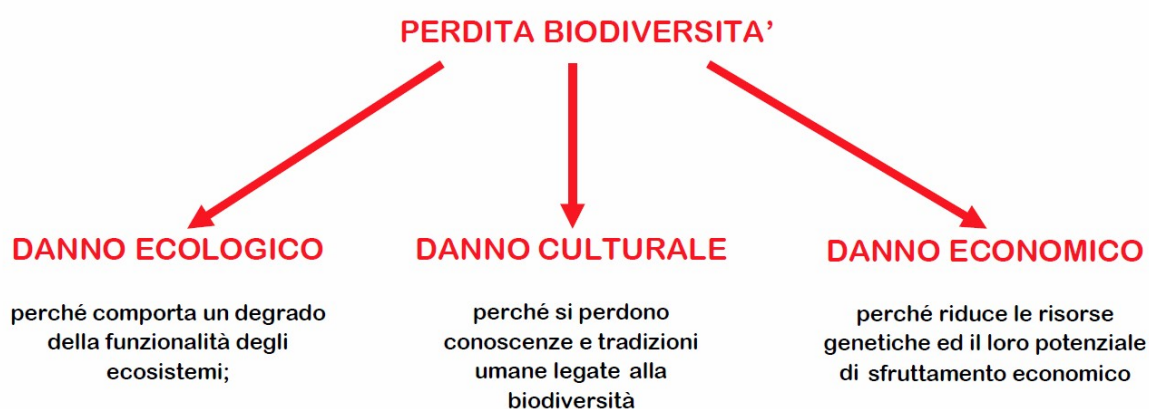 PERDITA BIODIVERSITA’
DANNO ECOLOGICO
perché comporta un degrado
della funzionalità degli
ecosistemi;
DANNO CULTURALE
perché si perdono
conoscenze e tradizioni
umane legate alla
biodiversità
DANNO ECONOMICO
perché riduce le risorse
genetiche ed il loro potenziale
di sfruttamento economico